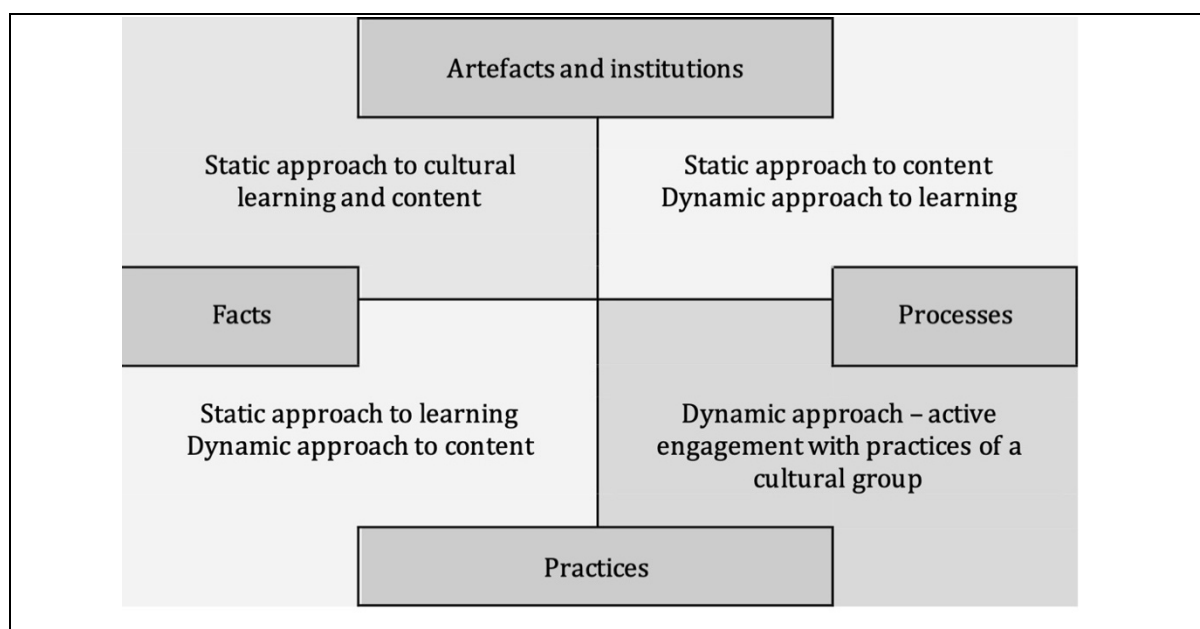 Artefacts and institutions
Static approach to cultural
learning and content
Static approach to content
Dynamic approach to learning
Facts
Processes
Static approach to learning
Dynamic approach to content
Dynamic approach – active
engagement with practices of a
cultural group
Practices